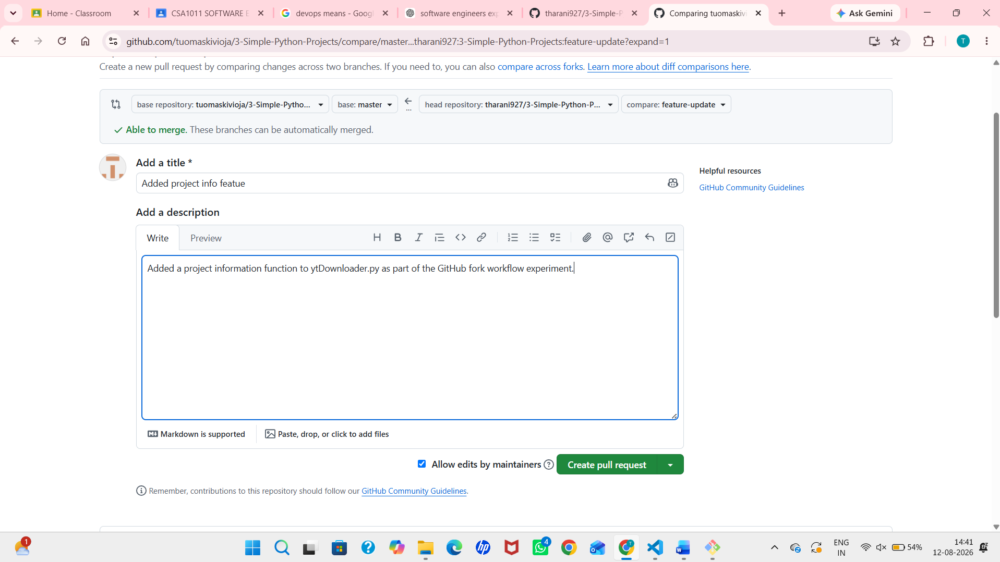 Home - Classroom
CSA1011 SOFTWARE E
devops means - Googl
software engineers exp
tharani927/3-Simple-P
Comparing tuomaskivi
Ask Gemini
github.com/tuomaskivioja/3-Simple-Python-Projects/compare/master...tharani927:3-Simple-Python-Projects:feature-update?expand=1
T
Create a new pull request by comparing changes across two branches. If you need to, you can also compare across forks. Learn more about diff comparisons here.
base repository: tuomaskivioja/3-Simple-Pytho... base: master ... head repository: tharani927/3-Simple-Python-P... compare: feature-update
Able to merge. These branches can be automatically merged.
Add a title *
Added project info featue
Helpful resources
GitHub Community Guidelines
Add a description
Write Preview
Added a project information function to ytDownloader.py as part of the GitHub fork workflow experiment.
Markdown is supported
Paste, drop, or click to add files
Allow edits by maintainers Create pull request
Remember, contributions to this repository should follow our GitHub Community Guidelines.
1
4
T
ENG
IN
54%
14:41
12-08-2026